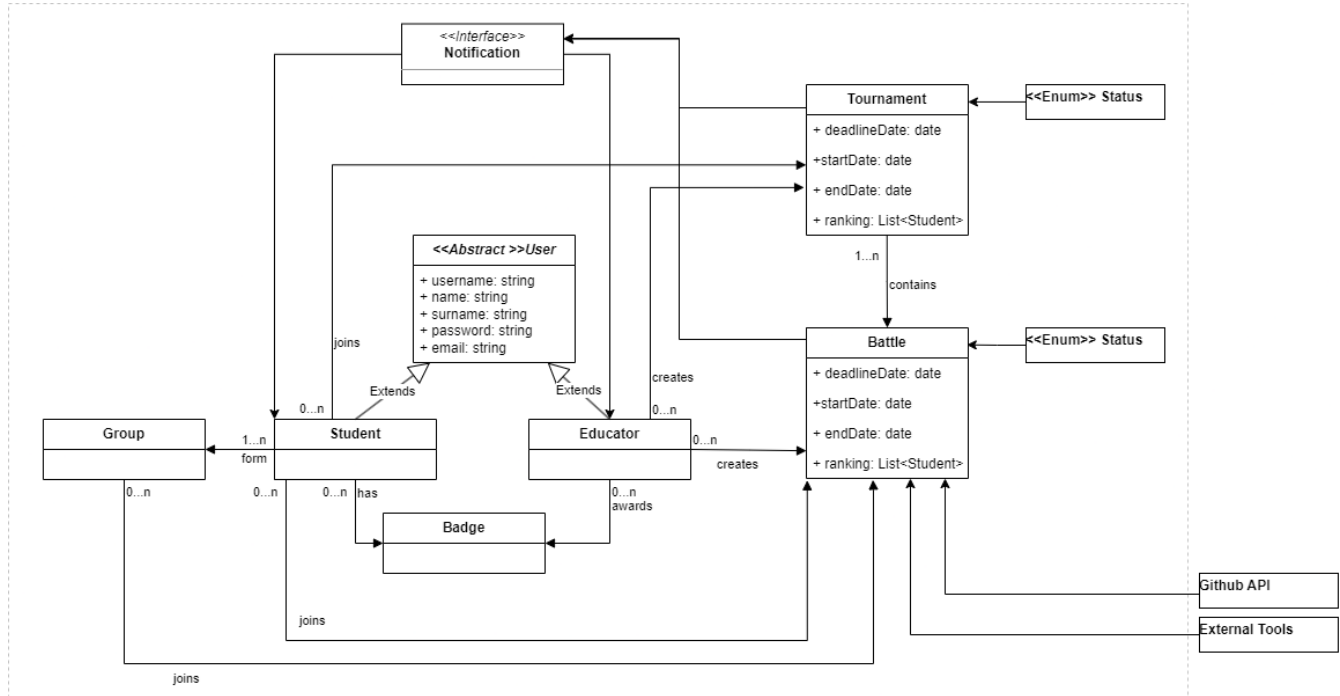 <<Interface>>
Notification
Tournament
+ deadlineDate: date
+startDate: date
+ endDate: date
+ ranking: List<Student>
<<Enum>> Status
<<Abstract >>User
+ username: string
+ name: string
+ surname: string
+ password: string
+ email: string
1...n
contains
joins
Extends
Extends
creates
0...n
0...n
Battle
+ deadlineDate: date
+startDate: date
+ endDate: date
+ ranking: List<Student>
<<Enum>> Status
Group
1...n
form
Student
Educator
0...n
creates
0...n
0...n
0...n
has
0...n
awards
Badge
Github API
External Tools
joins
joins